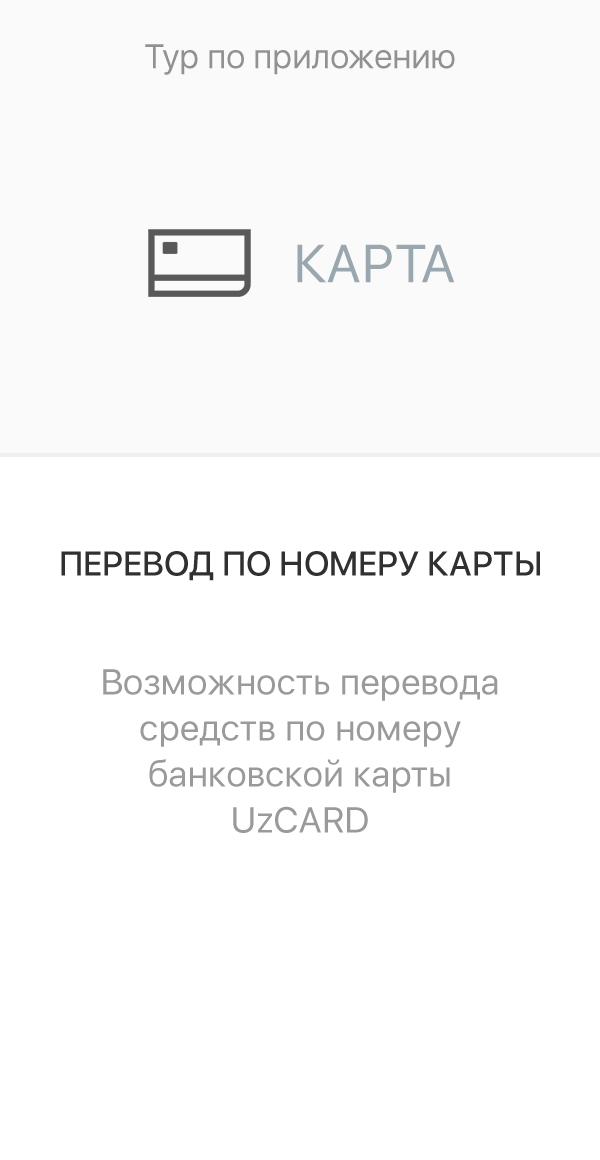 Тур по приложению
КАРТА
ПЕРЕВОД ПО НОМЕРУ КАРТЫ
Возможность перевода
средств по номеру
банковской карты
UzCARD